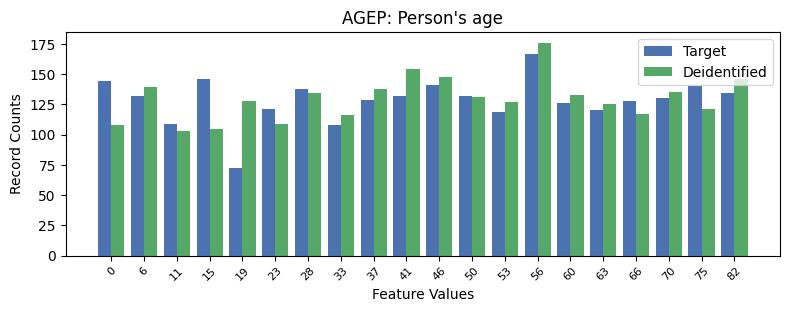 AGEP: Person's age
Target
Deidentified
Record Counts
175
150
125
100
75
50
25
0
0 6 11 15 19 23 28 33 37 41 46 50 53 56 60 63 66 70 75 82
Feature Values